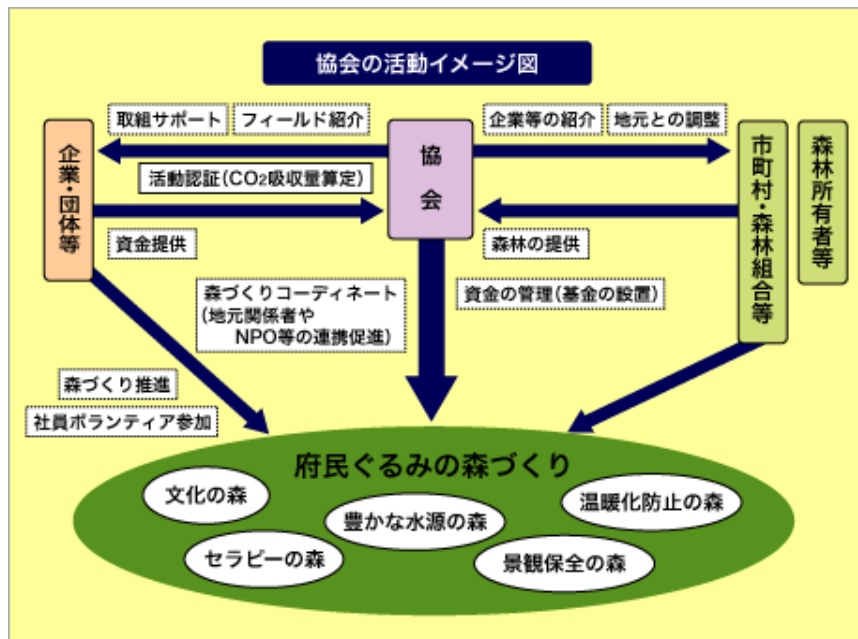 協会の活動イメージ図
取組サポート
フィールド紹介
企業等の紹介
地元との調整
企業・団体等
協会
市町村・森林組合等
森林所有者等
活動認証(CO2吸収量算定)
資金提供
森林の提供
森づくりコーディネート
(地元関係者や
NPO等の連携促進)
資金の管理(基金の設置)
森づくり推進
社員ボランティア参加
府民ぐるみの森づくり
文化の森
豊かな水源の森
温暖化防止の森
セラピーの森
景観保全の森